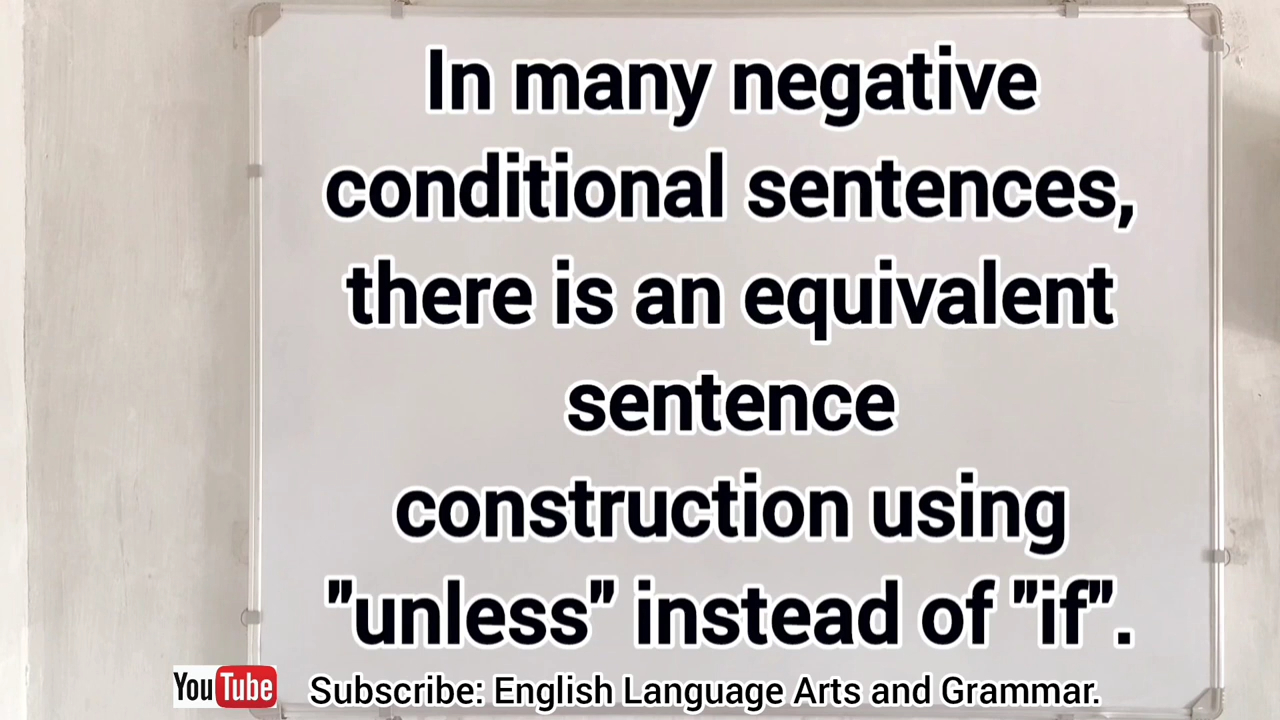 In many negative
conditional sentences,
there is an equivalent
sentence
construction using
"unless" instead of "if".
YouTube Subscribe: English Language Arts and Grammar.